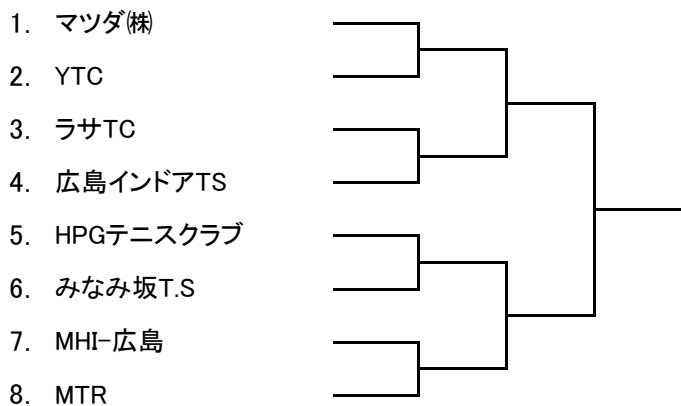 1. マツダ㈱
2. YTC
3. ラサTC
4. 広島インドアTS
5. HPGテニスクラブ
6. みなみ坂T.S
7. MHI-広島
8. MTR